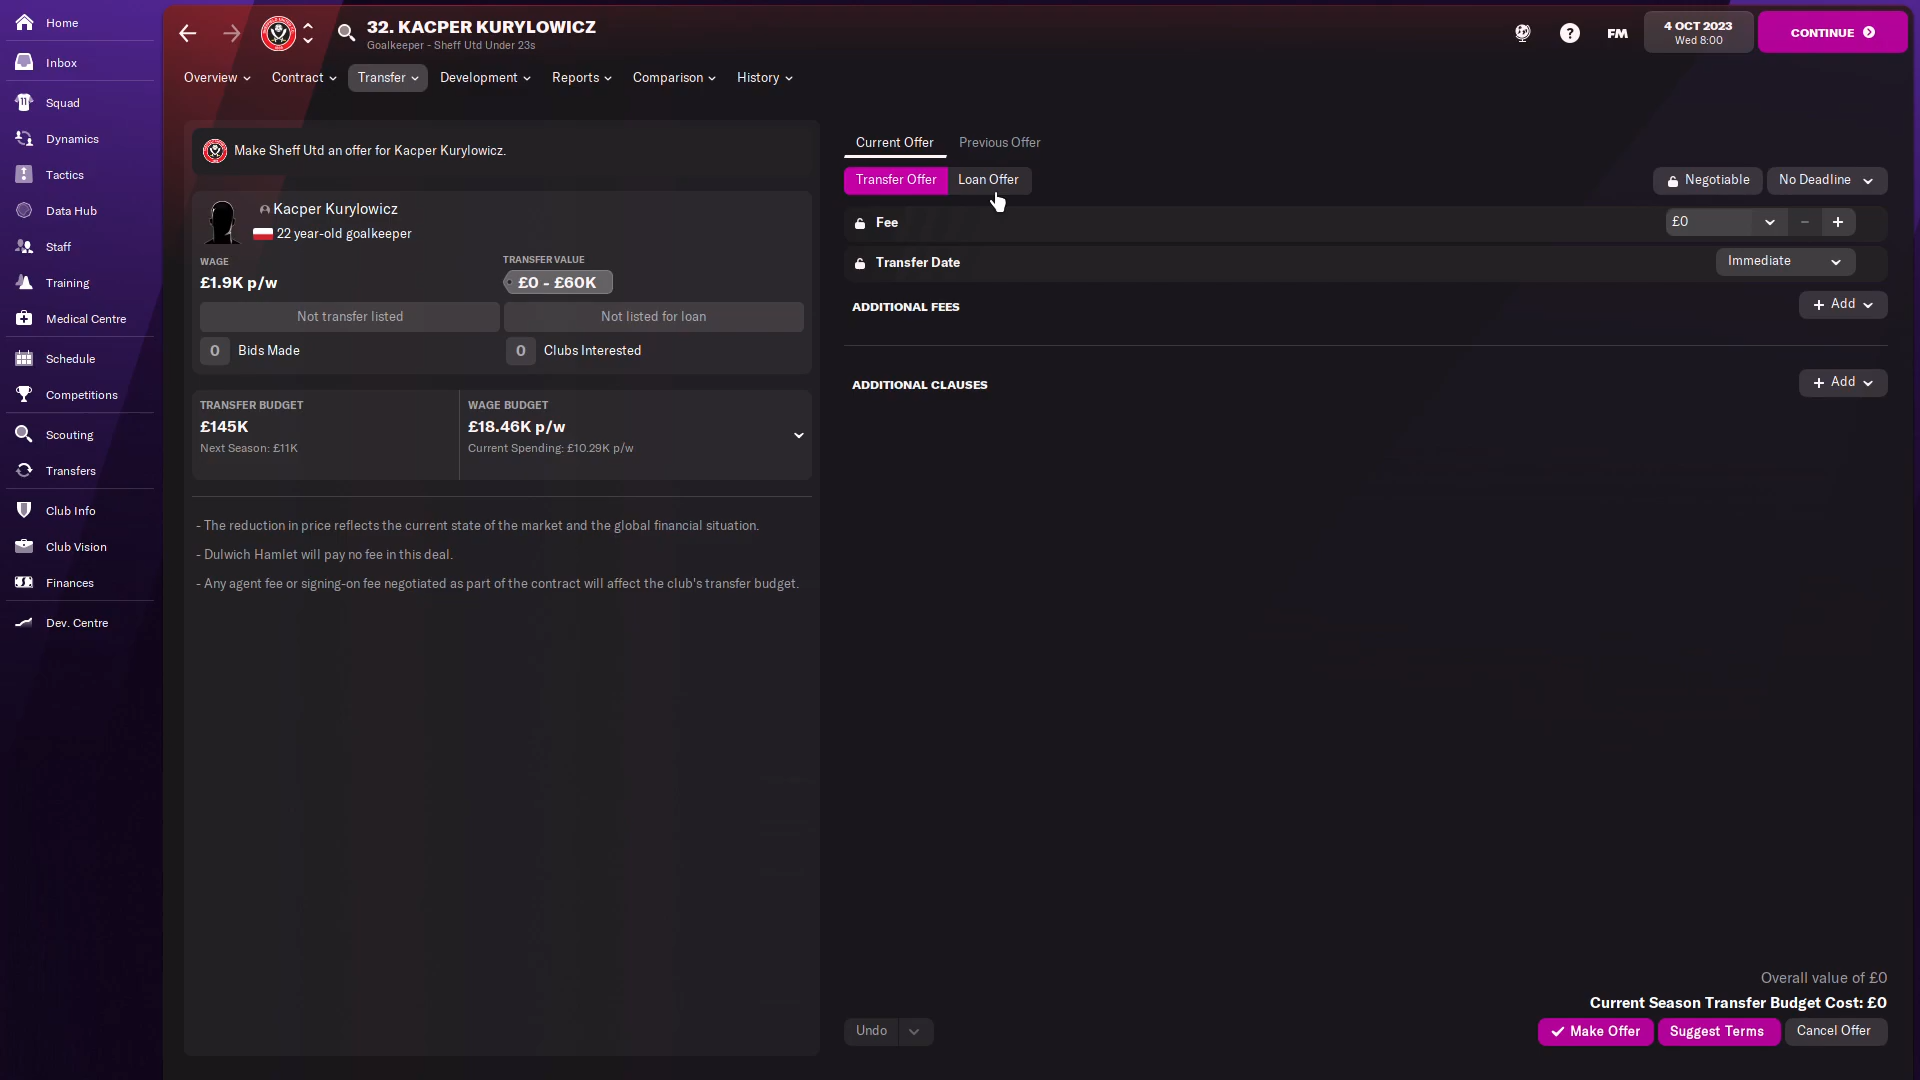 Home
Inbox
Squad
Dynamics
Tactics
Data Hub
Staff
Training
Medical Centre
Schedule
Competitions
Scouting
Transfers
Club Info
Club Vision
Finances
Dev. Centre
32. KACPER KURYLOWICZ
Goalkeeper - Sheff Utd Under 23s
FM
4 OCT 2023
Wed 8:00
CONTINUE
Overview Contract Transfer Development Reports Comparison History
Make Sheff Utd an offer for Kacper Kurylowicz.
Kacper Kurylowicz
22 year-old goalkeeper
WAGE
£1.9K p/w
TRANSFER VALUE
£0 - £60K
Not transfer listed
Not listed for loan
0 Bids Made
0 Clubs Interested
TRANSFER BUDGET
£145K
Next Season: £11K
WAGE BUDGET
£18.46K p/w
Current Spending: £10.29K p/w
- The reduction in price reflects the current state of the market and the global financial situation.
- Dulwich Hamlet will pay no fee in this deal.
- Any agent fee or signing-on fee negotiated as part of the contract will affect the club's transfer budget.
Current Offer Previous Offer
Transfer Offer Loan Offer
Negotiable No Deadline
Fee £0 - +
Transfer Date Immediate
ADDITIONAL FEES + Add
ADDITIONAL CLAUSES + Add
Overall value of £0
Current Season Transfer Budget Cost: £0
Undo
Make Offer Suggest Terms Cancel Offer